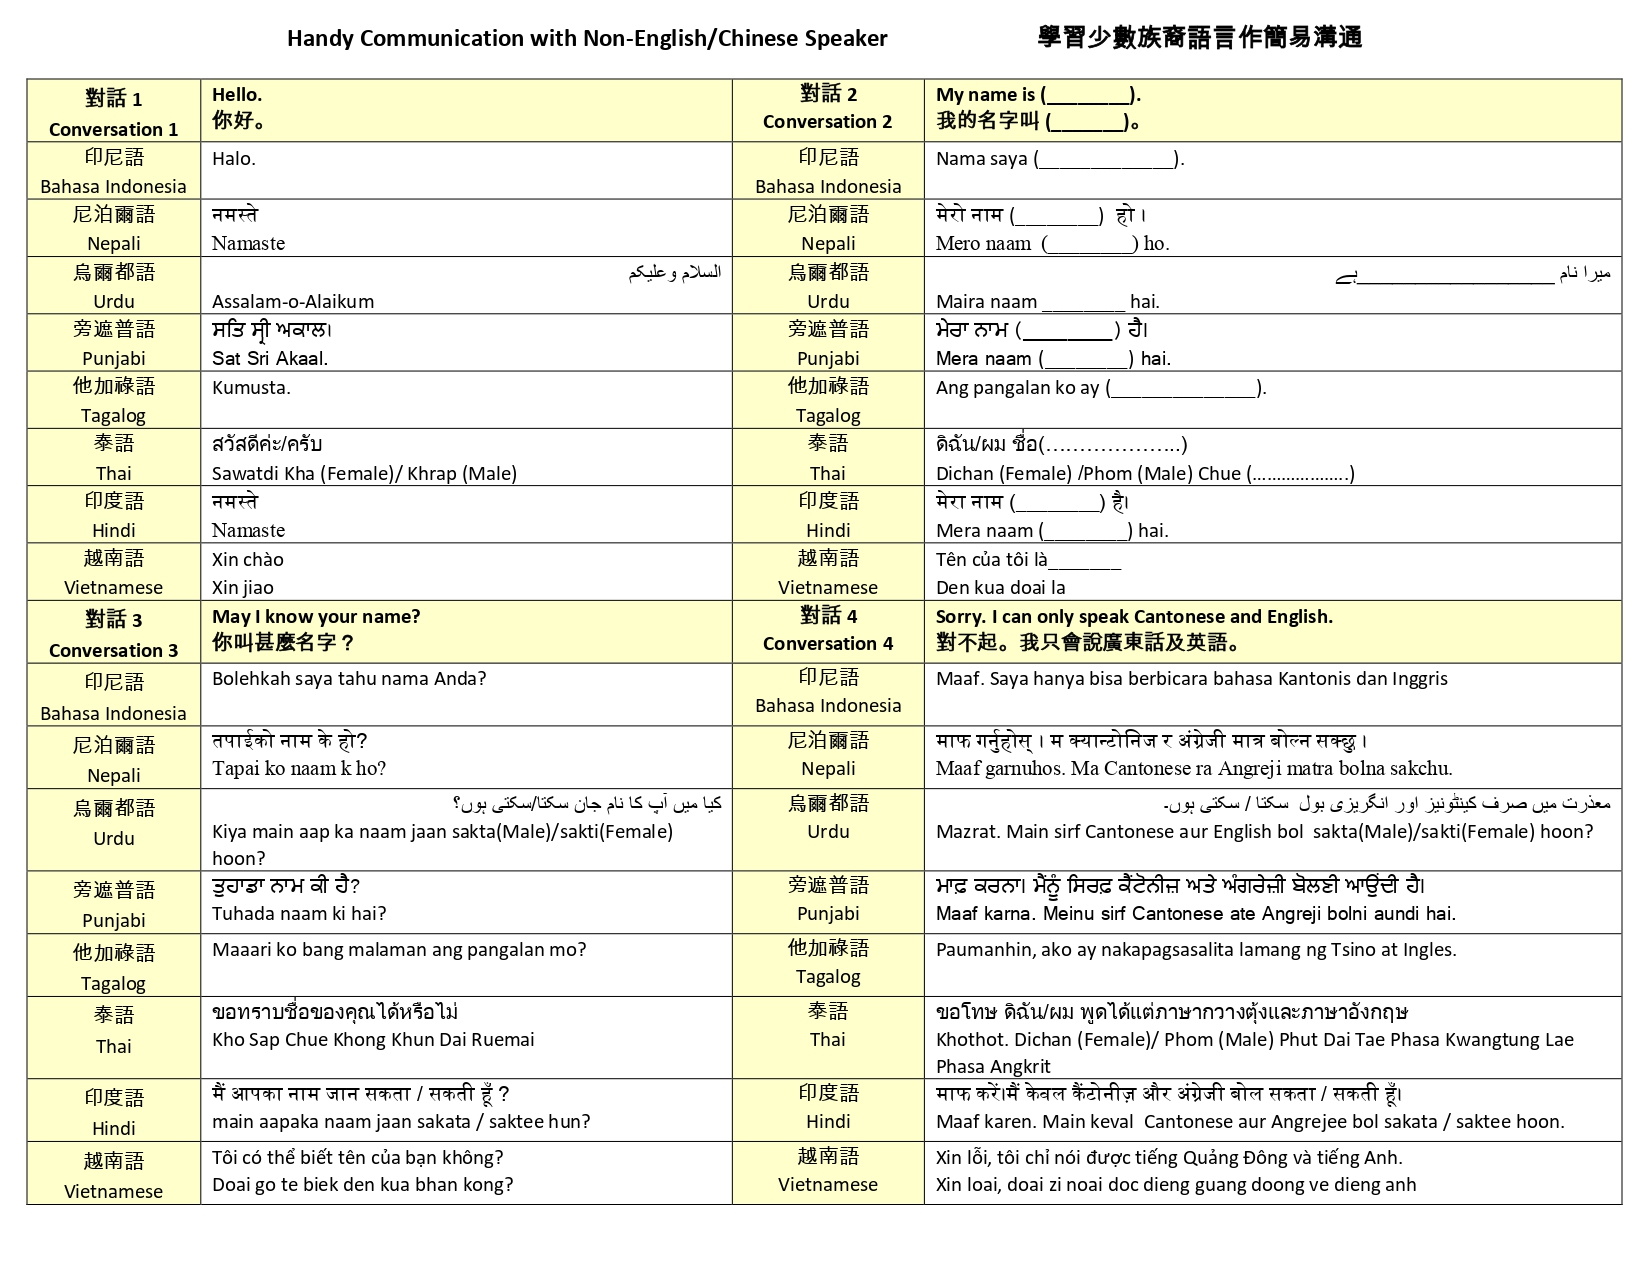 Handy Communication with Non-English/Chinese Speaker 學習少數族裔語言作簡易溝通
對話 1
Conversation 1
Hello.
你好。
對話 2
Conversation 2
My name is (________).
我的名字叫 (_______)。
印尼語
Bahasa Indonesia
Halo.
印尼語
Bahasa Indonesia
Nama saya (_____________).
尼泊爾語
Nepali
नमस्ते
Namaste
尼泊爾語
Nepali
मेरो नाम (________) हो ।
Mero naam (________) ho.
烏爾都語
Urdu
السلام وعلیکم
Assalam-o-Alaikum
烏爾都語
Urdu
میرا نام __________________ہے
Maira naam ________ hai.
旁遮普語
Punjabi
ਸਤਿ ਸ੍ਰੀ ਅਕਾਲ।
Sat Sri Akaal.
旁遮普語
Punjabi
ਮੇਰਾ ਨਾਮ (________) ਹੈ।
Mera naam (________) hai.
他加祿語
Tagalog
Kumusta.
他加祿語
Tagalog
Ang pangalan ko ay (______________).
泰語
Thai
สวัสดีค่ะ/ครับ
Sawatdi Kha (Female)/ Khrap (Male)
泰語
Thai
ดิฉัน/ผม ชื่อ(…………………..)
Dichan (Female) /Phom (Male) Chue (………………..)
印度語
Hindi
नमस्ते
Namaste
印度語
Hindi
मेरा नाम (________) है।
Mera naam (________) hai.
越南語
Vietnamese
Xin chào
Xin jiao
越南語
Vietnamese
Tên của tôi là_______
Den kua doai la
對話 3
Conversation 3
May I know your name?
你叫甚麼名字？
對話 4
Conversation 4
Sorry. I can only speak Cantonese and English.
對不起。我只會說廣東話及英語。
印尼語
Bahasa Indonesia
Bolehkah saya tahu nama Anda?
印尼語
Bahasa Indonesia
Maaf. Saya hanya bisa berbicara bahasa Kantonis dan Inggris
尼泊爾語
Nepali
तपाईको नाम के हो?
Tapai ko naam k ho?
尼泊爾語
Nepali
माफ गर्नुहोस् । म क्यान्टोनिज र अंग्रेजी मात्र बोल्न सक्छु ।
Maaf garnuhos. Ma Cantonese ra Angreji matra bolna sakchu.
烏爾都語
Urdu
کیا میں آپ کا نام جان سکتا/سکتی ہوں؟
Kiya main aap ka naam jaan sakta(Male)/sakti(Female)
hoon?
烏爾都語
Urdu
معذرت میں صرف کینٹونیز اور انگریزی بول سکتا / سکتی ہوں۔
Mazrat. Main sirf Cantonese aur English bol sakta(Male)/sakti(Female) hoon?
旁遮普語
Punjabi
ਤੁਹਾਡਾ ਨਾਮ ਕੀ ਹੈ?
Tuhada naam ki hai?
旁遮普語
Punjabi
ਮਾਫ਼ ਕਰਨਾ। ਮੈਂਨੂੰ ਸਿਰਫ਼ ਕੈਂਟੋਨੀਜ਼ ਅਤੇ ਅੰਗਰੇਜ਼ੀ ਬੋਲਣੀ ਆਉਂਦੀ ਹੈ।
Maaf karna. Meinu sirf Cantonese ate Angreji bolni aundi hai.
他加祿語
Tagalog
Maaari ko bang malaman ang pangalan mo?
他加祿語
Tagalog
Paumanhin, ako ay nakapagsasalita lamang ng Tsino at Ingles.
泰語
Thai
ขอทราบชื่อของคุณได้หรือไม่
Kho Sap Chue Khong Khun Dai Ruemai
泰語
Thai
ขอโทษ ดิฉัน/ผม พูดได้แต่ภาษากวางตุ้งและภาษาอังกฤษ
Khothot. Dichan (Female)/ Phom (Male) Phut Dai Tae Phasa Kwangtung Lae
Phasa Angkrit
印度語
Hindi
मैं आपका नाम जान सकता / सकती हूँ ?
main aapaka naam jaan sakata / saktee hun?
印度語
Hindi
माफ करें।मैं केवल कैंटोनीज़ और अंग्रेजी बोल सकता / सकती हूँ।
Maaf karen. Main keval Cantonese aur Angrejee bol sakata / saktee hoon.
越南語
Vietnamese
Tôi có thể biết tên của bạn không?
Doai go te biek den kua bhan kong?
越南語
Vietnamese
Xin lỗi, tôi chỉ nói được tiếng Quảng Đông và tiếng Anh.
Xin loai, doai zi noai doc dieng guang doong ve dieng anh